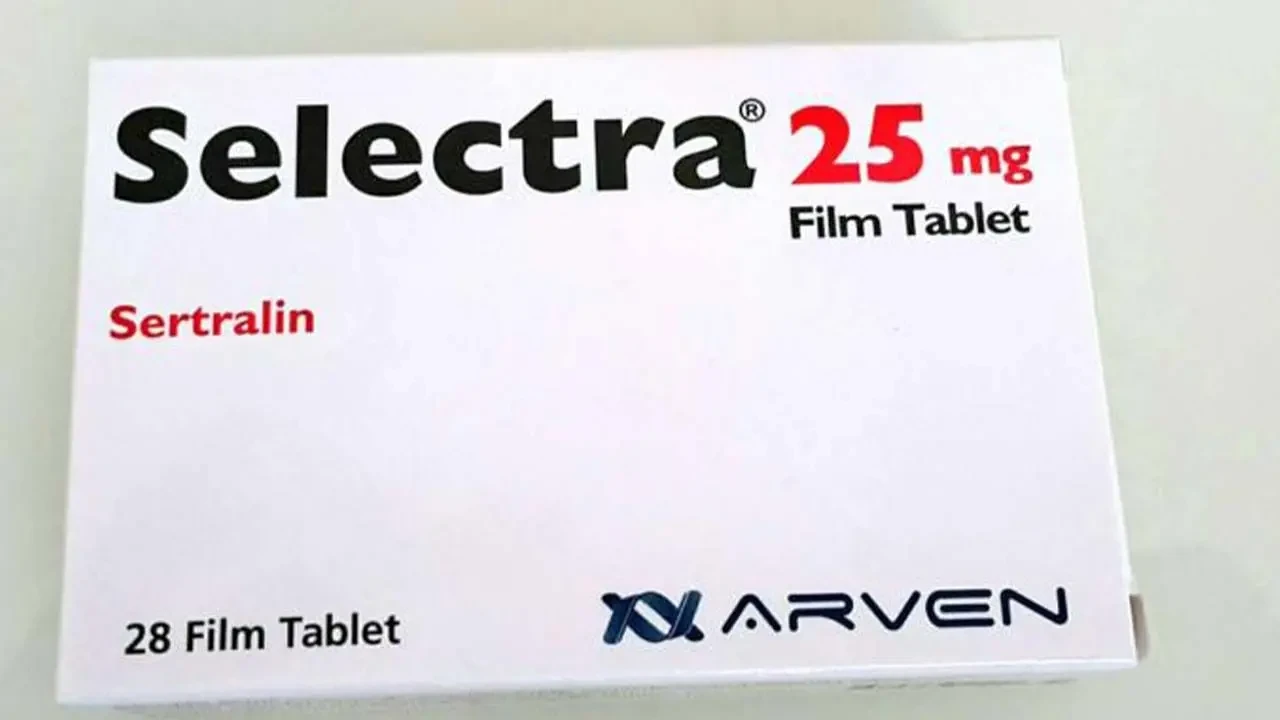 Selectra® 25 mg
Film Tablet
Sertralin
28 Film Tablet
ARVEN